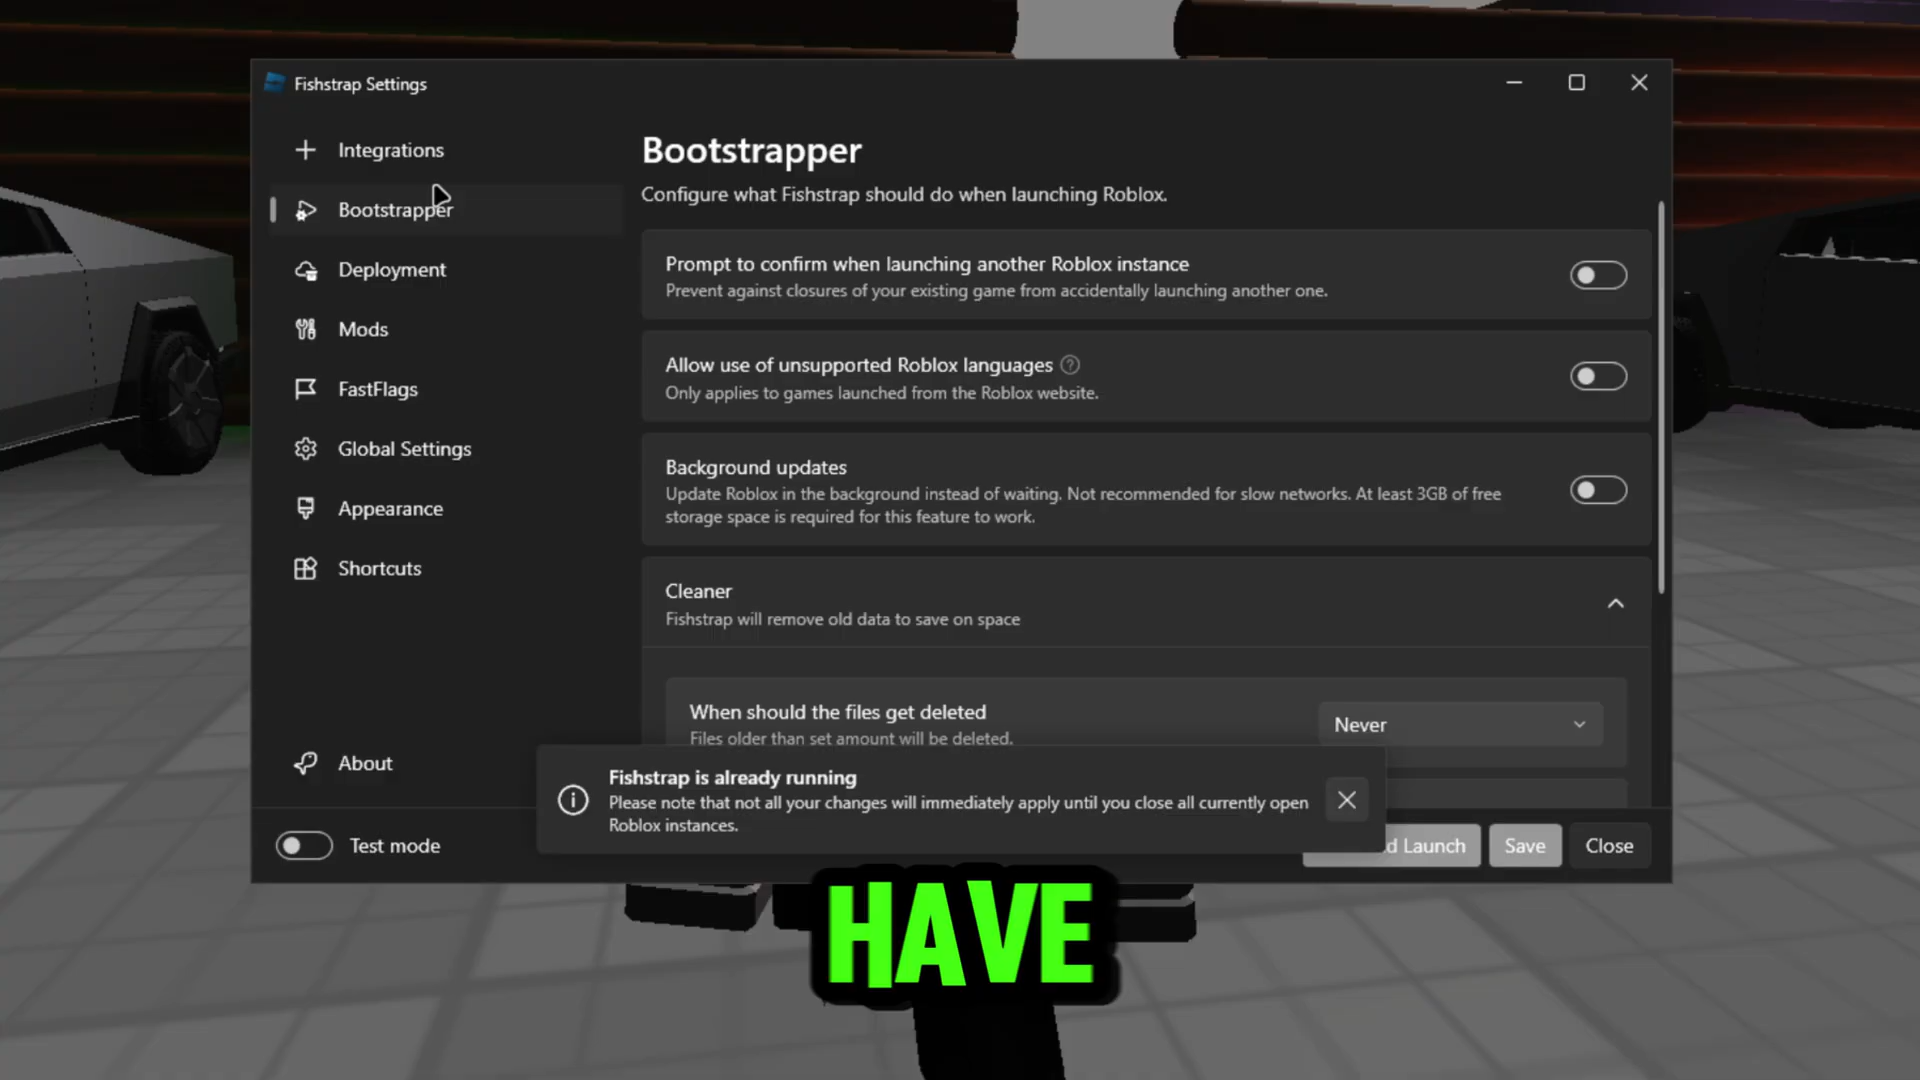 Fishstrap Settings
Integrations
Bootstrapper
Deployment
Mods
FastFlags
Global Settings
Appearance
Shortcuts
About
Test mode
Bootstrapper
Configure what Fishstrap should do when launching Roblox.
Prompt to confirm when launching another Roblox instance
Prevent against closures of your existing game from accidentally launching another one.
Allow use of unsupported Roblox languages
Only applies to games launched from the Roblox website.
Background updates
Update Roblox in the background instead of waiting. Not recommended for slow networks. At least 3GB of free
storage space is required for this feature to work.
Cleaner
Fishstrap will remove old data to save on space
When should the files get deleted
Files older than set amount will be deleted.
Never
Fishstrap is already running
Please note that not all your changes will immediately apply until you close all currently open
Roblox instances.
Launch
Save
Close
HAVE